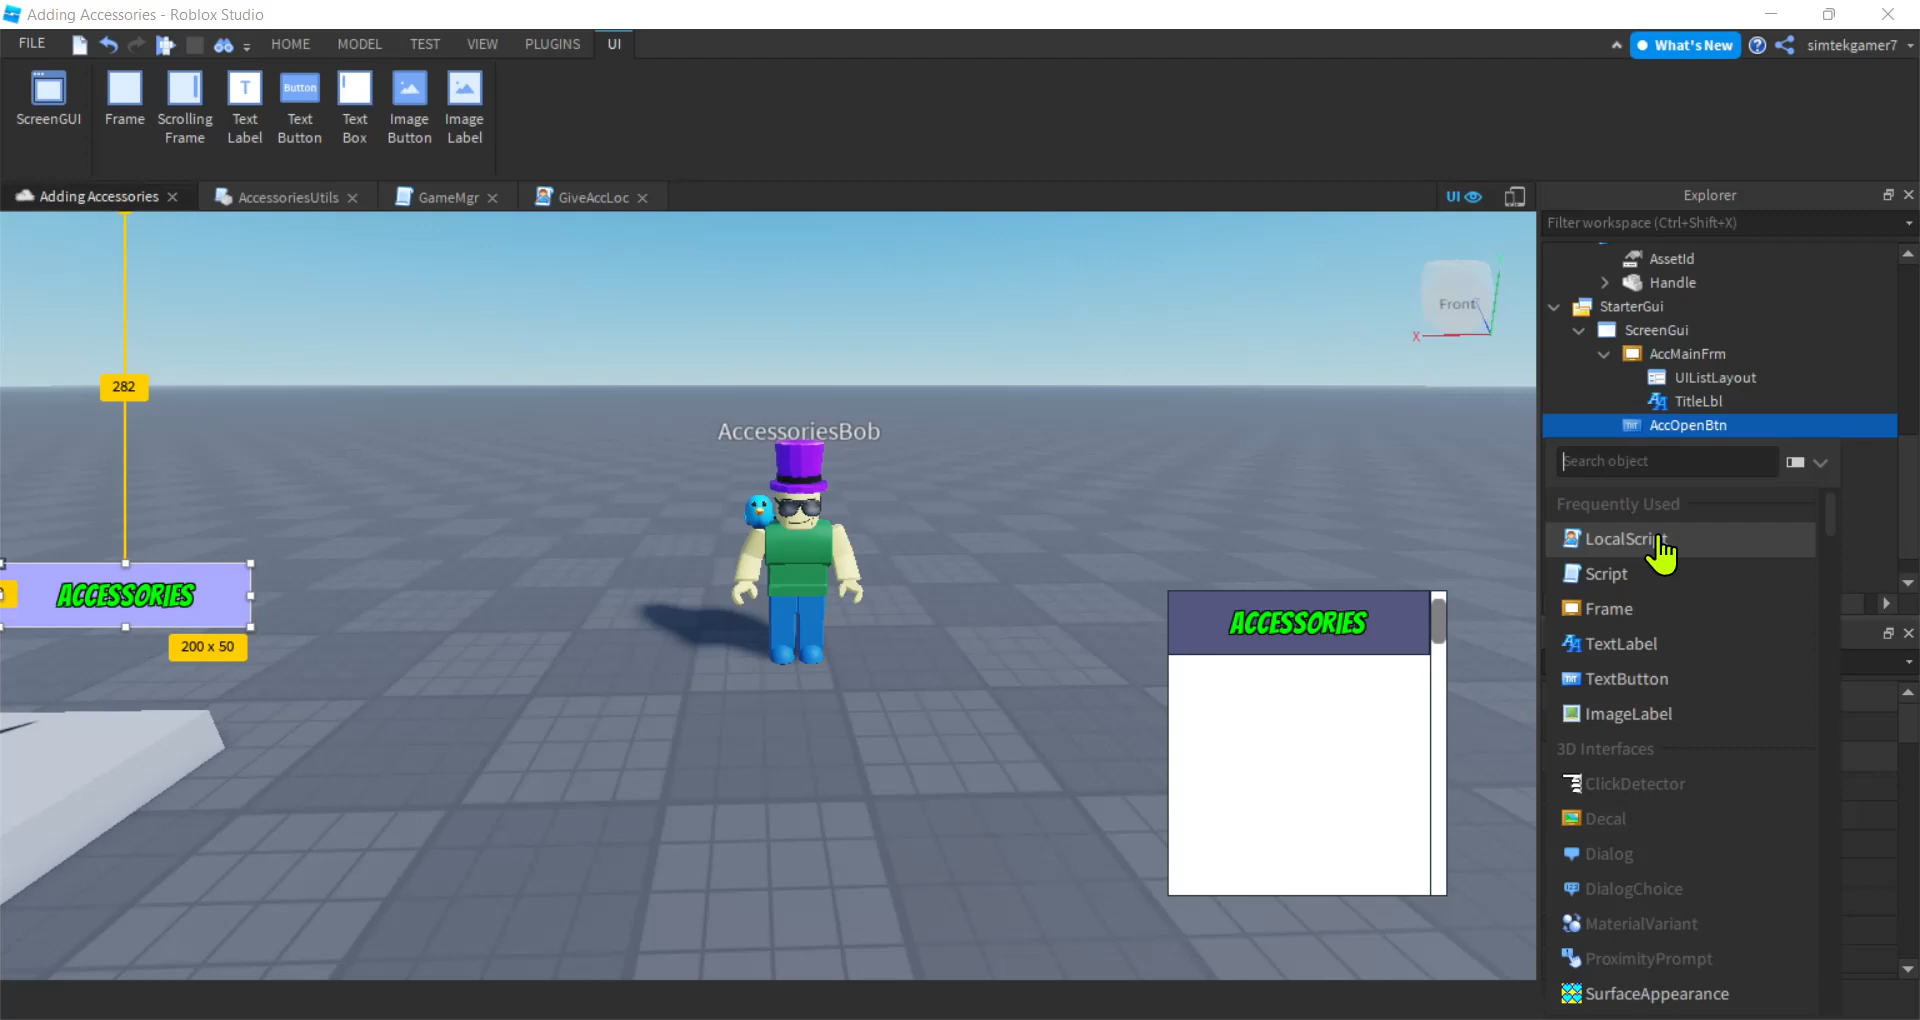 Adding Accessories - Roblox Studio
FILE
HOME
MODEL
TEST
VIEW
PLUGINS
UI
What's New
simtekgamer7
ScreenGUI
Frame
Scrolling Frame
Text Label
Button
Text Button
Text Box
Image Button
Image Label
Adding Accessories
AccessoriesUtils
GameMgr
GiveAccLoc
UI
Explorer
Filter workspace (Ctrl+Shift+X)
AssetId
Handle
StarterGui
ScreenGui
AccMainFrm
UIListLayout
TitleLbl
AccOpenBtn
Search object
Frequently Used
LocalScript
Script
Frame
TextLabel
TextButton
ImageLabel
3D Interfaces
ClickDetector
Decal
Dialog
DialogChoice
MaterialVariant
ProximityPrompt
SurfaceAppearance
Front
X
282
AccessoriesBob
ACCESSORIES
200 x 50
ACCESSORIES